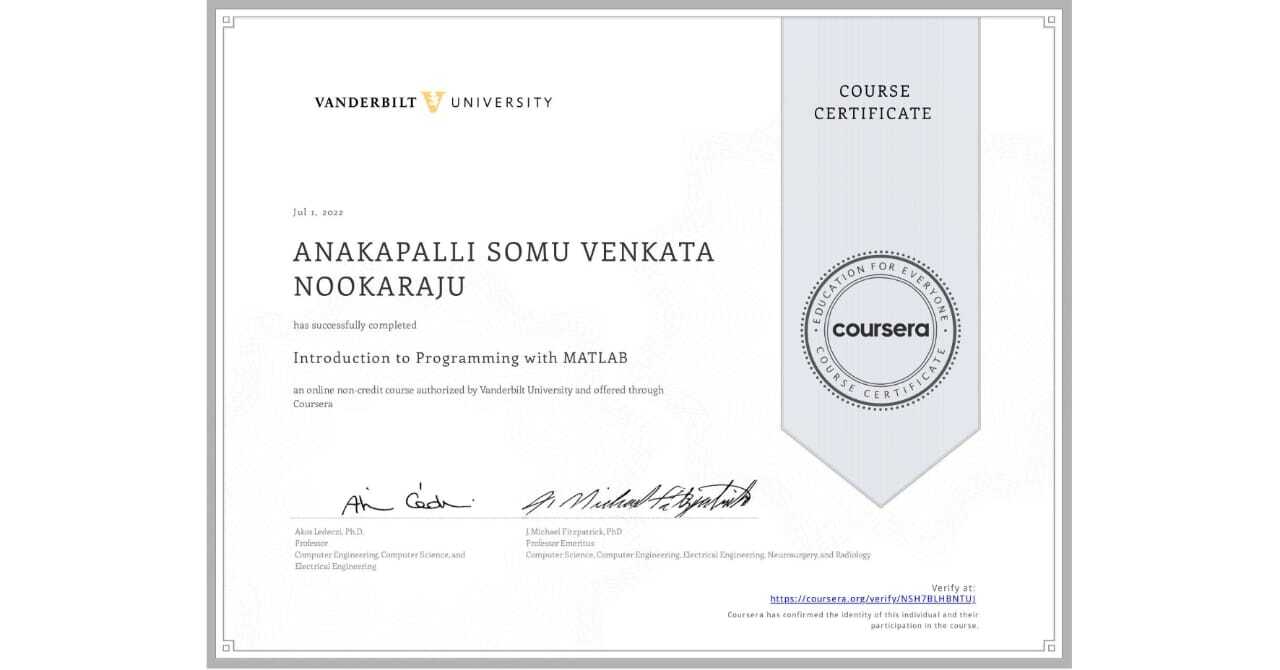 VANDERBILT V UNIVERSITY
COURSE
CERTIFICATE
Jul 1, 2022
ANAKAPALLI SOMU VENKATA
NOOKARAJU
has successfully completed
Introduction to Programming with MATLAB
an online non-credit course authorized by Vanderbilt University and offered through
Coursera
EDUCATION FOR EVERYONE
coursera
COURSE CERTIFICATE
J. Michael Fitzpatrick
Akos Ledeczi, Ph.D.
Professor
Computer Engineering, Computer Science, and
Electrical Engineering
J. Michael Fitzpatrick, PhD
Professor Emeritus
Computer Science, Computer Engineering, Electrical Engineering, Neurosurgery, and Radiology
Verify at:
https://coursera.org/verify/NSH7BLHBNTUJ
Coursera has confirmed the identity of this individual and their
participation in the course.